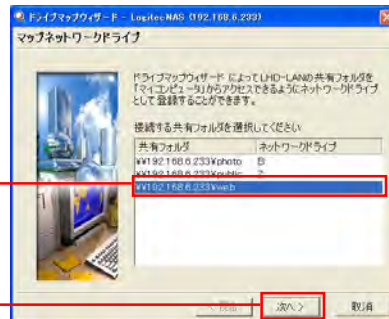 ドライブマップウィザード - LogitecNAS (192.168.6.233)
マップネットワークドライブ
ドライブマップウィザード によってLHD-LANの共有フォルダを
「マイコンピュータ」からアクセスできるようにネットワークドライブ
として登録することができます。
接続する共有フォルダを選択してください
共有フォルダ ネットワークドライブ
¥¥192.168.6.233¥photo B
¥¥192.168.6.233¥public Z
¥¥192.168.6.233¥web
次へ >
取消